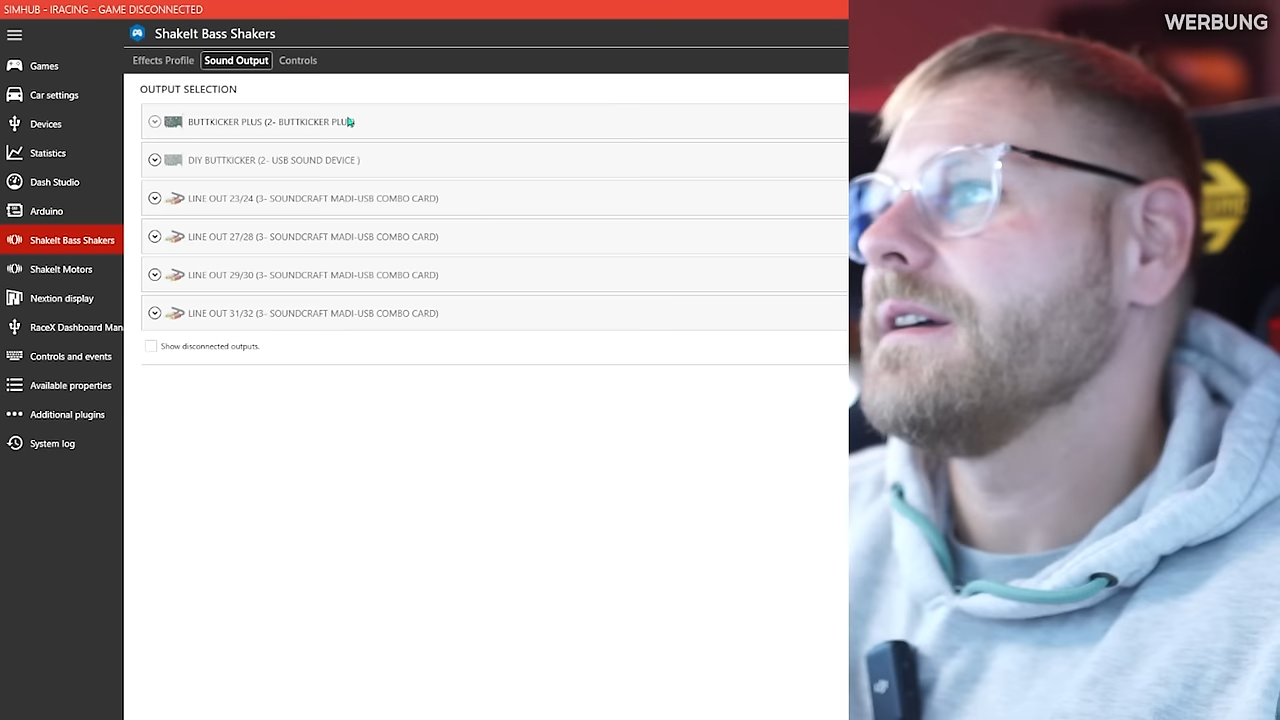 SIMHUB - IRACING - GAME DISCONNECTED
WERBUNG
ShakeIt Bass Shakers
Effects Profile
Sound Output
Controls
Games
Car settings
Devices
Statistics
Dash Studio
Arduino
ShakeIt Bass Shakers
ShakeIt Motors
Nextion display
RaceX Dashboard Man
Controls and events
Available properties
Additional plugins
System log
OUTPUT SELECTION
BUTTKICKER PLUS (2- BUTTKICKER PLUS)
DIY BUTTKICKER (2- USB SOUND DEVICE )
LINE OUT 23/24 (3- SOUNDCRAFT MADI-USB COMBO CARD)
LINE OUT 27/28 (3- SOUNDCRAFT MADI-USB COMBO CARD)
LINE OUT 29/30 (3- SOUNDCRAFT MADI-USB COMBO CARD)
LINE OUT 31/32 (3- SOUNDCRAFT MADI-USB COMBO CARD)
Show disconnected outputs.